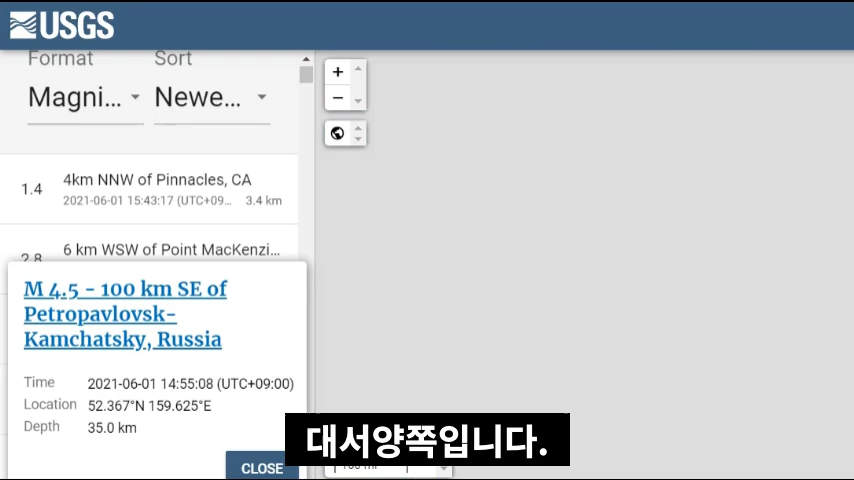 USGS
Format Sort
Magni... Newe...
1.4 4km NNW of Pinnacles, CA
2021-06-01 15:43:17 (UTC+09... 3.4 km
2.8 6 km WSW of Point MacKenzi...
M 4.5 - 100 km SE of
Petropavlovsk-
Kamchatsky, Russia
Time 2021-06-01 14:55:08 (UTC+09:00)
Location 52.367°N 159.625°E
Depth 35.0 km
CLOSE
대서양쪽입니다.